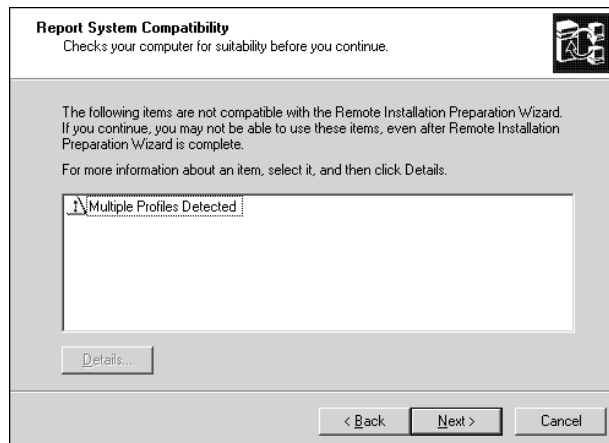 Report System Compatibility
Checks your computer for suitability before you continue.
The following items are not compatible with the Remote Installation Preparation Wizard.
If you continue, you may not be able to use these items, even after Remote Installation
Preparation Wizard is complete.
For more information about an item, select it, and then click Details.
Multiple Profiles Detected
Details...
< Back
Next >
Cancel